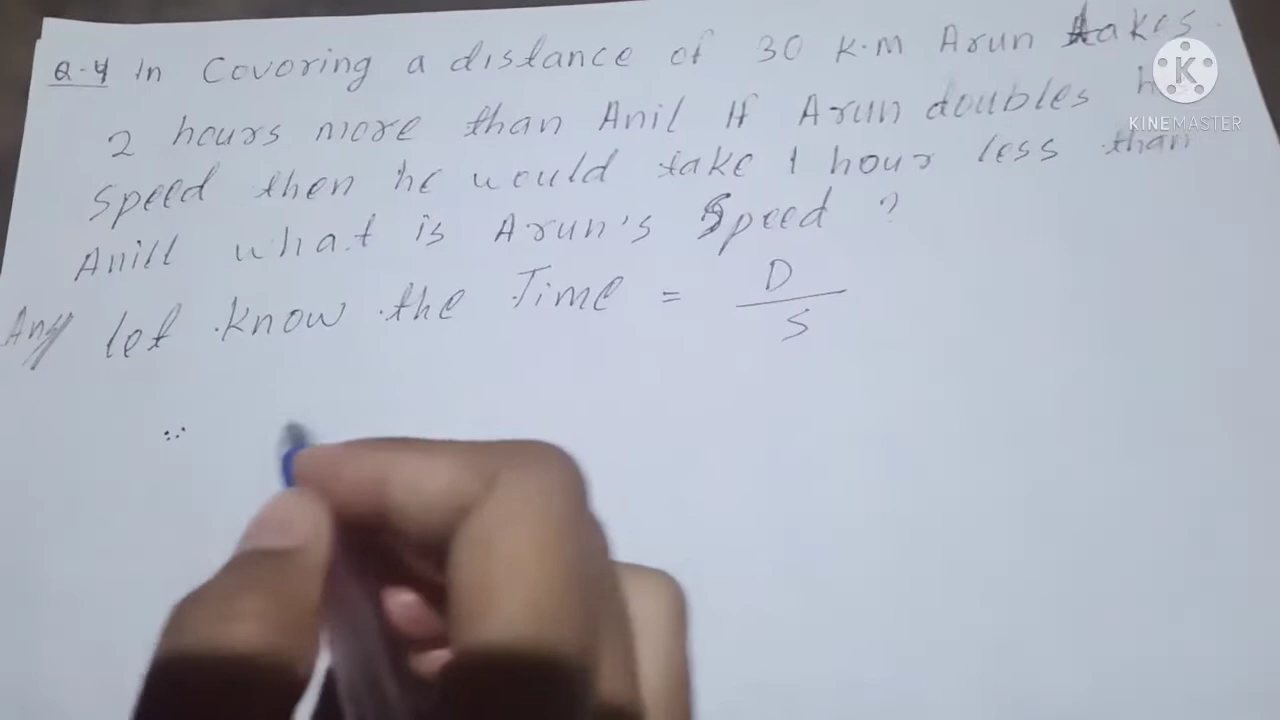 Q-4 In Covoring a distance of 30 K.M Arun takes
2 hours more than Anil If Arun doubles
Speed then he would take 1 hour less than
Anill what is Arun's Speed ?
Ans let know the Time = D
S
K
KINEMASTER